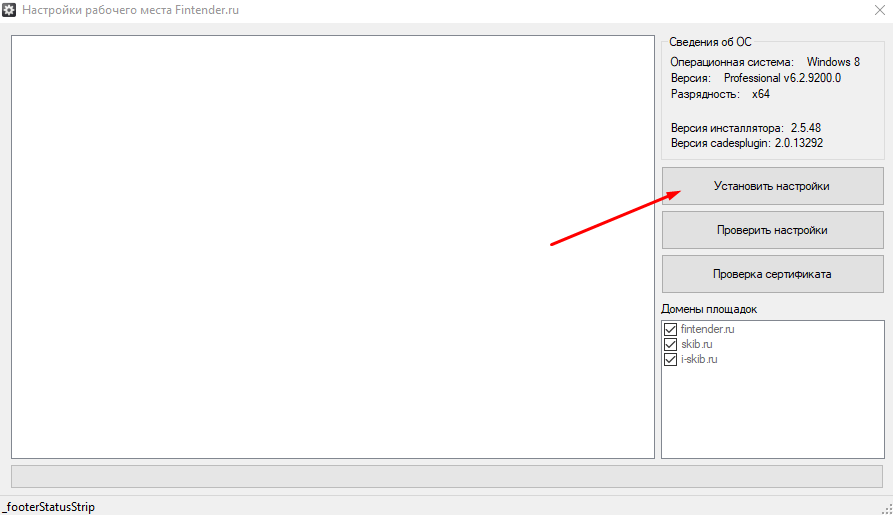 Настройки рабочего места Fintender.ru
Сведения об ОС
Операционная система: Windows 8
Версия: Professional v6.2.9200.0
Разрядность: x64
Версия инсталлятора: 2.5.48
Версия cadesplugin: 2.0.13292
Установить настройки
Проверить настройки
Проверка сертификата
Домены площадок
fintender.ru
skib.ru
i-skib.ru
_footerStatusStrip